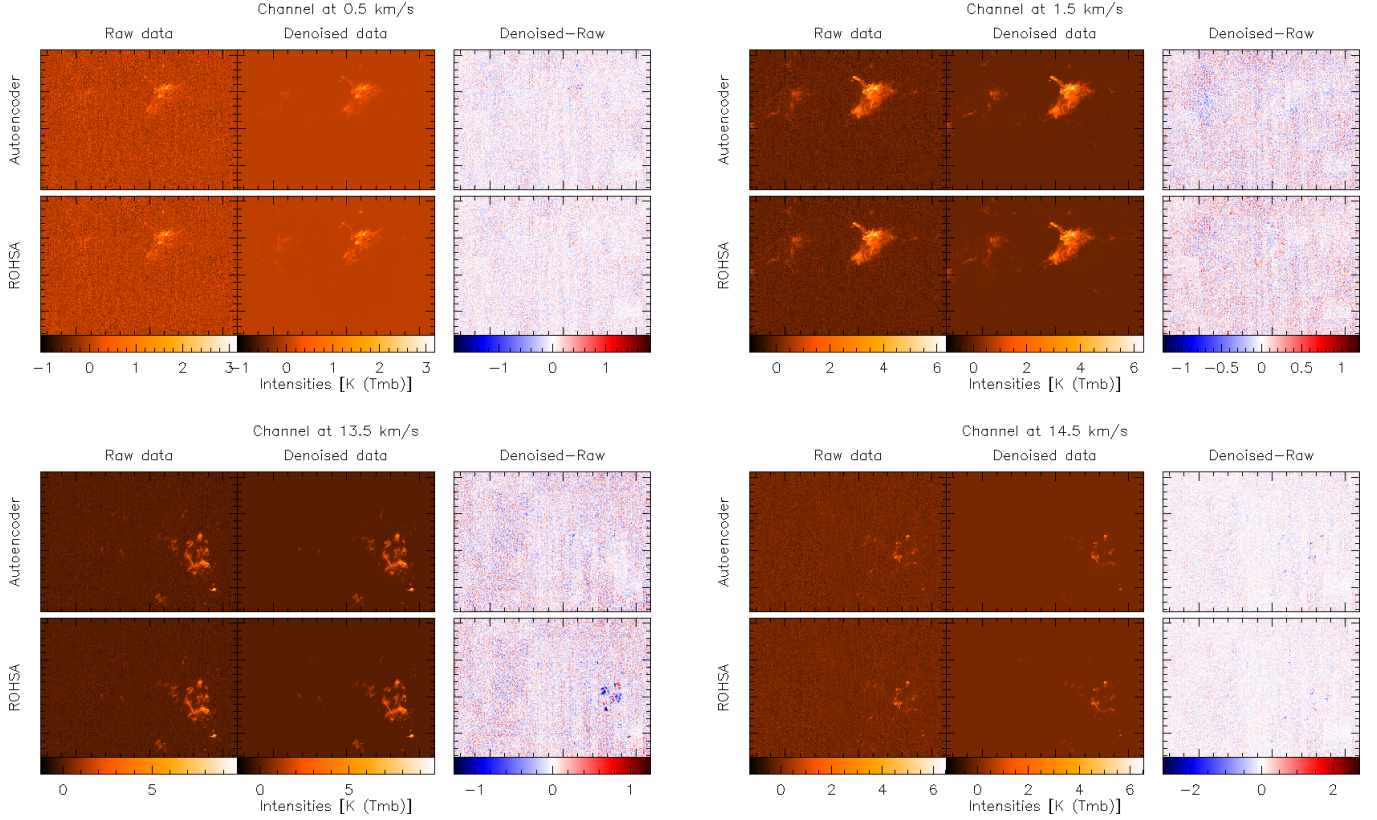 Channel at 0.5 km/s
Raw data Denoised data Denoised−Raw
Autoencoder
ROHSA
−1 0 1 2 3 −1 0 1 2 3 −1 0 1
Intensities [K (Tmb)]
Channel at 1.5 km/s
Raw data Denoised data Denoised−Raw
Autoencoder
ROHSA
0 2 4 6 0 2 4 6 −1 −0.5 0 0.5 1
Intensities [K (Tmb)]
Channel at 13.5 km/s
Raw data Denoised data Denoised−Raw
Autoencoder
ROHSA
0 5 0 5 −1 0 1
Intensities [K (Tmb)]
Channel at 14.5 km/s
Raw data Denoised data Denoised−Raw
Autoencoder
ROHSA
0 2 4 6 0 2 4 6 −2 0 2
Intensities [K (Tmb)]